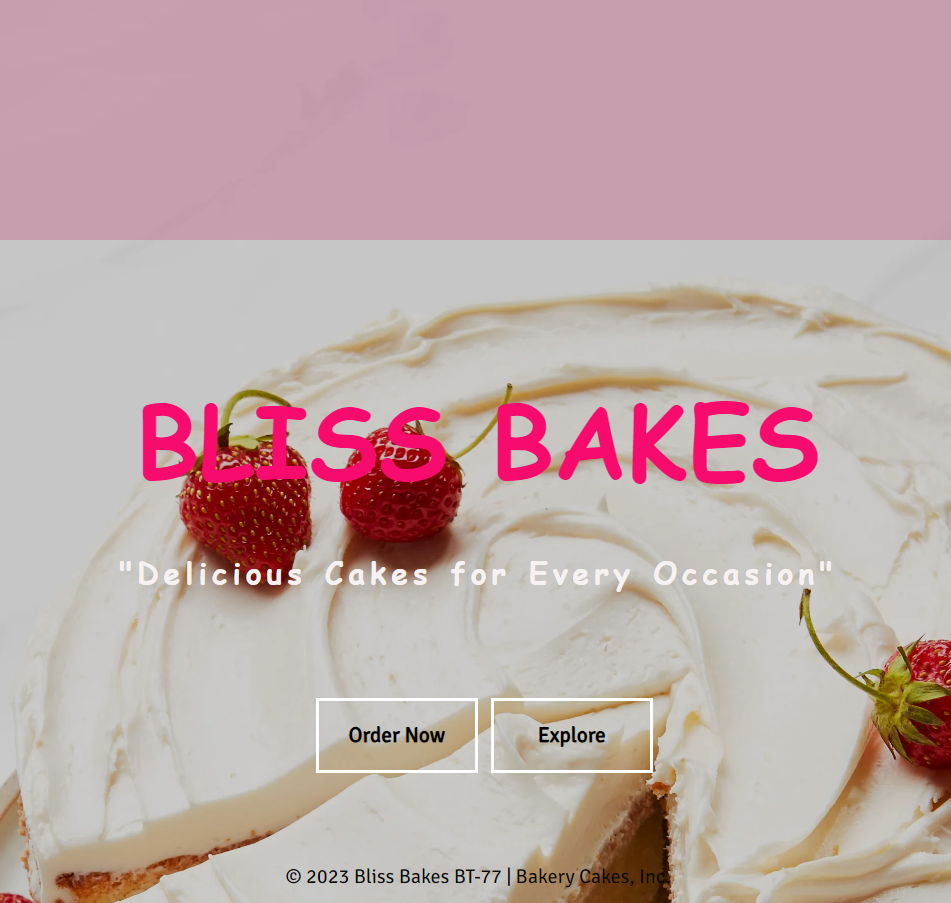 BLISS BAKES
"Delicious Cakes for Every Occasion"
Order Now
Explore
© 2023 Bliss Bakes BT-77 | Bakery Cakes, Inc.